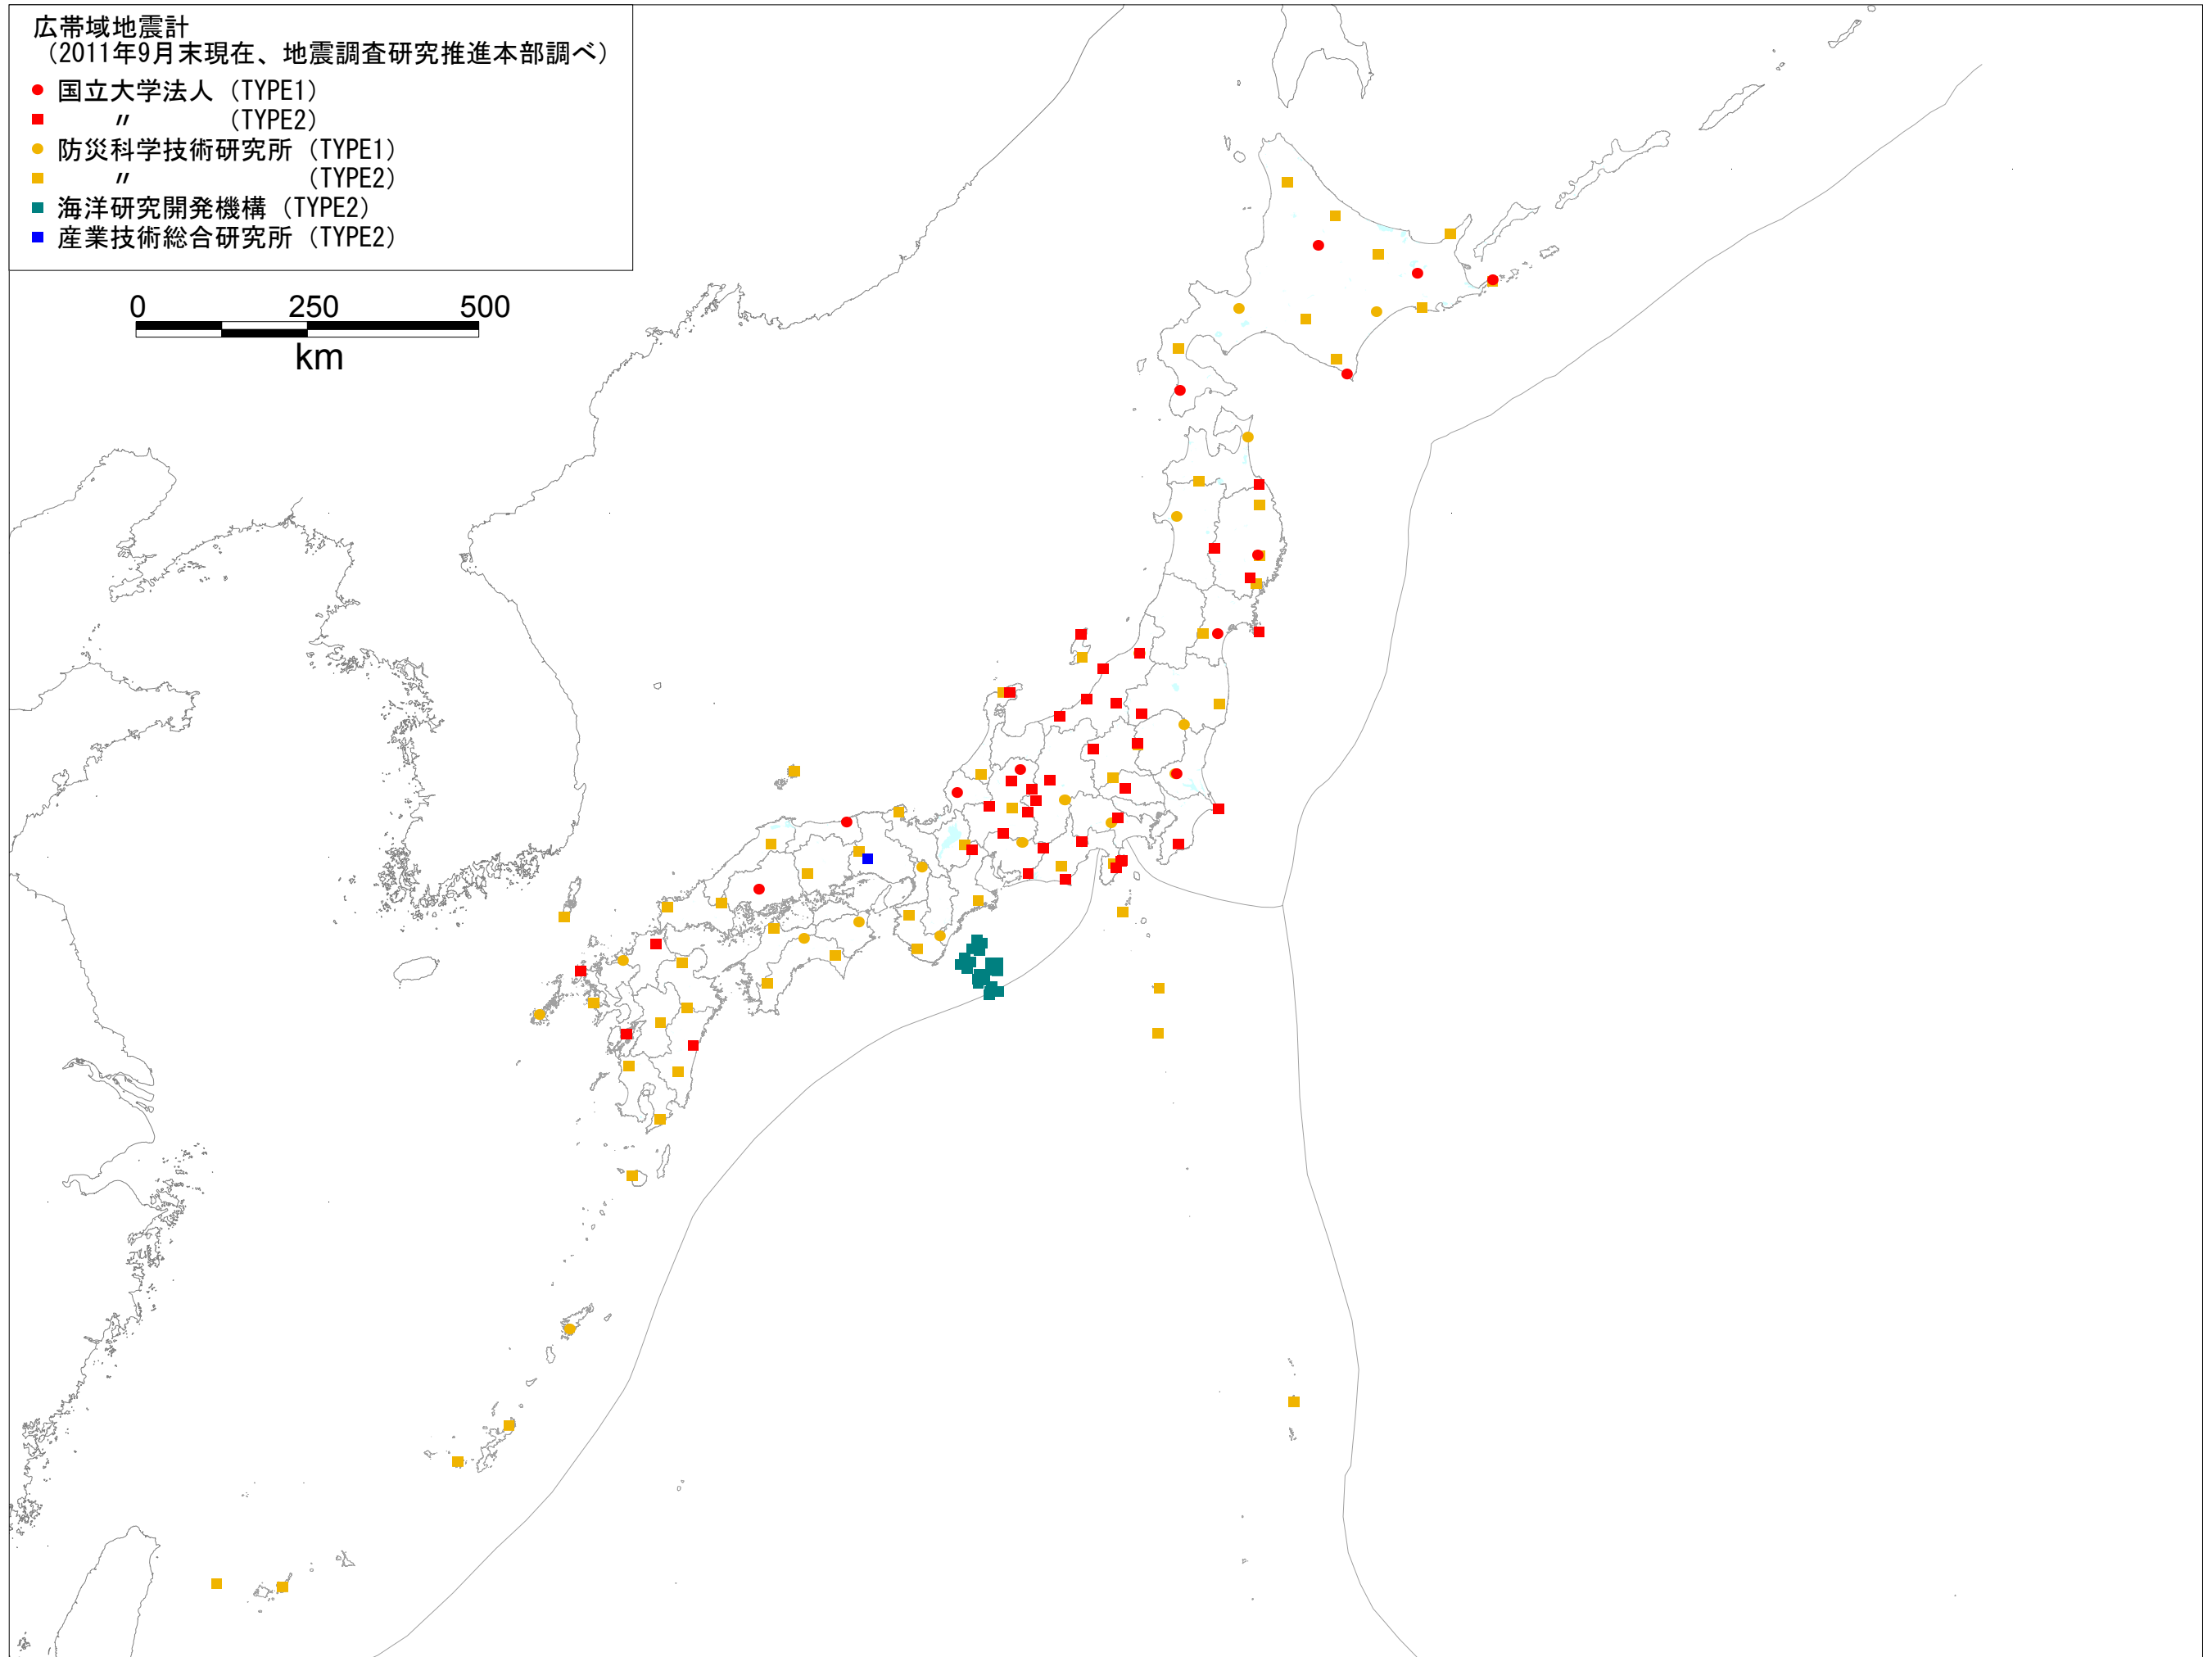 広帯域地震計
（2011年9月末現在、地震調査研究推進本部調べ）
国立大学法人（TYPE1）
〃（TYPE2）
防災科学技術研究所（TYPE1）
〃（TYPE2）
海洋研究開発機構（TYPE2）
産業技術総合研究所（TYPE2）
0 250 500
km